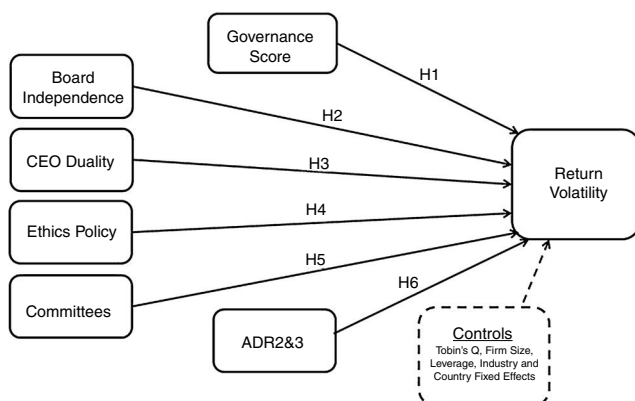 Governance
Score
H1
Board
Independence
H2
CEO Duality
H3
Return
Volatility
Ethics Policy
H4
Committees
H5
H6
ADR2&3
Controls
Tobin's Q, Firm Size,
Leverage, Industry and
Country Fixed Effects